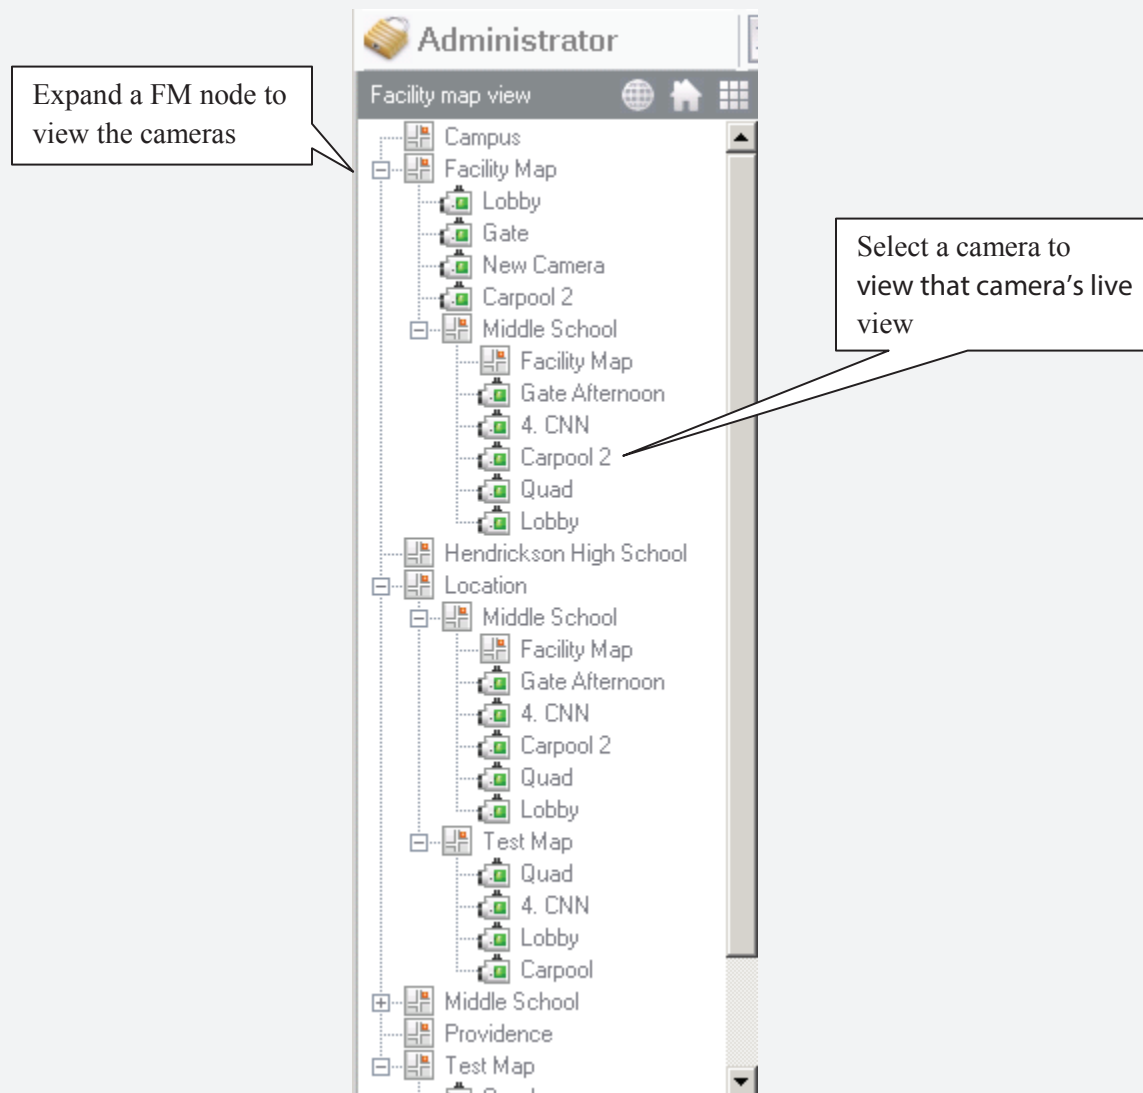 Administrator
Expand a FM node to
view the cameras
Facility map view
Campus
Facility Map
Lobby
Gate
New Camera
Carpool 2
Middle School
Facility Map
Gate Afternoon
4. CNN
Carpool 2
Quad
Lobby
Select a camera to
view that camera's live
view
Hendrickson High School
Location
Middle School
Facility Map
Gate Afternoon
4. CNN
Carpool 2
Quad
Lobby
Test Map
Quad
4. CNN
Lobby
Carpool
Middle School
Providence
Test Map